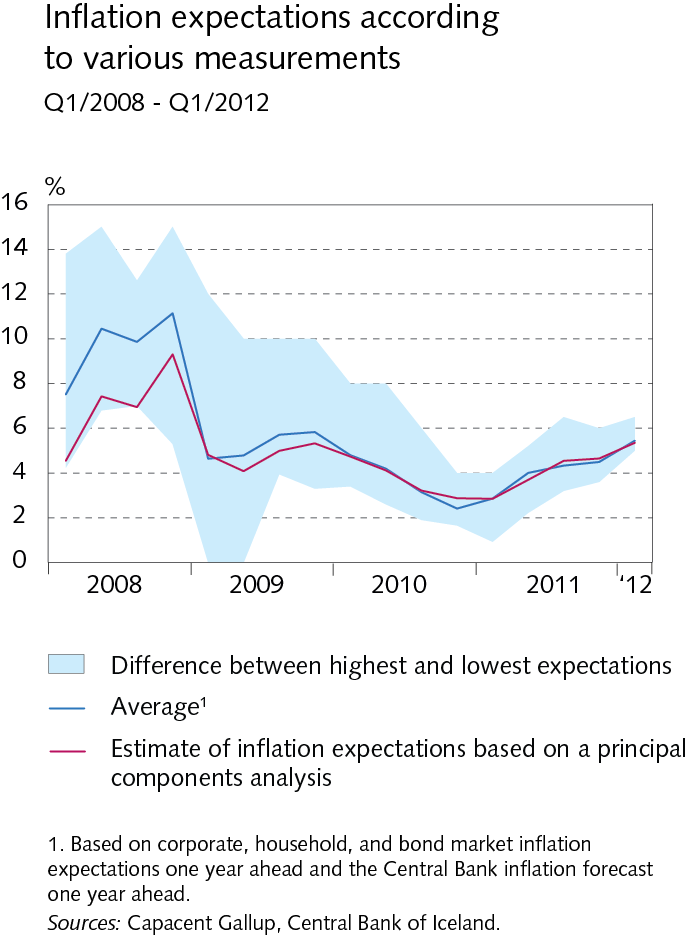 Inflation expectations according
to various measurements
Q1/2008 - Q1/2012
%
16
14
12
10
8
6
4
2
0
2008 2009 2010 2011 '12
Difference between highest and lowest expectations
Average¹
Estimate of inflation expectations based on a principal
components analysis
1. Based on corporate, household, and bond market inflation
expectations one year ahead and the Central Bank inflation forecast
one year ahead.
Sources: Capacent Gallup, Central Bank of Iceland.